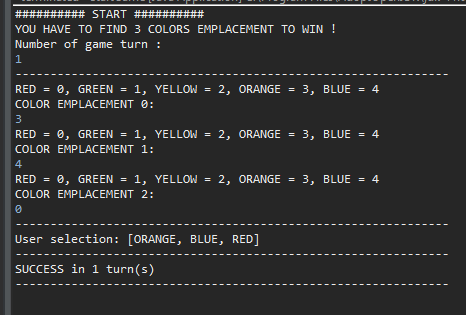 ########## START ##########
YOU HAVE TO FIND 3 COLORS EMPLACEMENT TO WIN !
Number of game turn :
1
--------------------------------------------------------------
RED = 0, GREEN = 1, YELLOW = 2, ORANGE = 3, BLUE = 4
COLOR EMPLACEMENT 0:
3
RED = 0, GREEN = 1, YELLOW = 2, ORANGE = 3, BLUE = 4
COLOR EMPLACEMENT 1:
4
RED = 0, GREEN = 1, YELLOW = 2, ORANGE = 3, BLUE = 4
COLOR EMPLACEMENT 2:
0
--------------------------------------------------------------
User selection: [ORANGE, BLUE, RED]
--------------------------------------------------------------
SUCCESS in 1 turn(s)
--------------------------------------------------------------